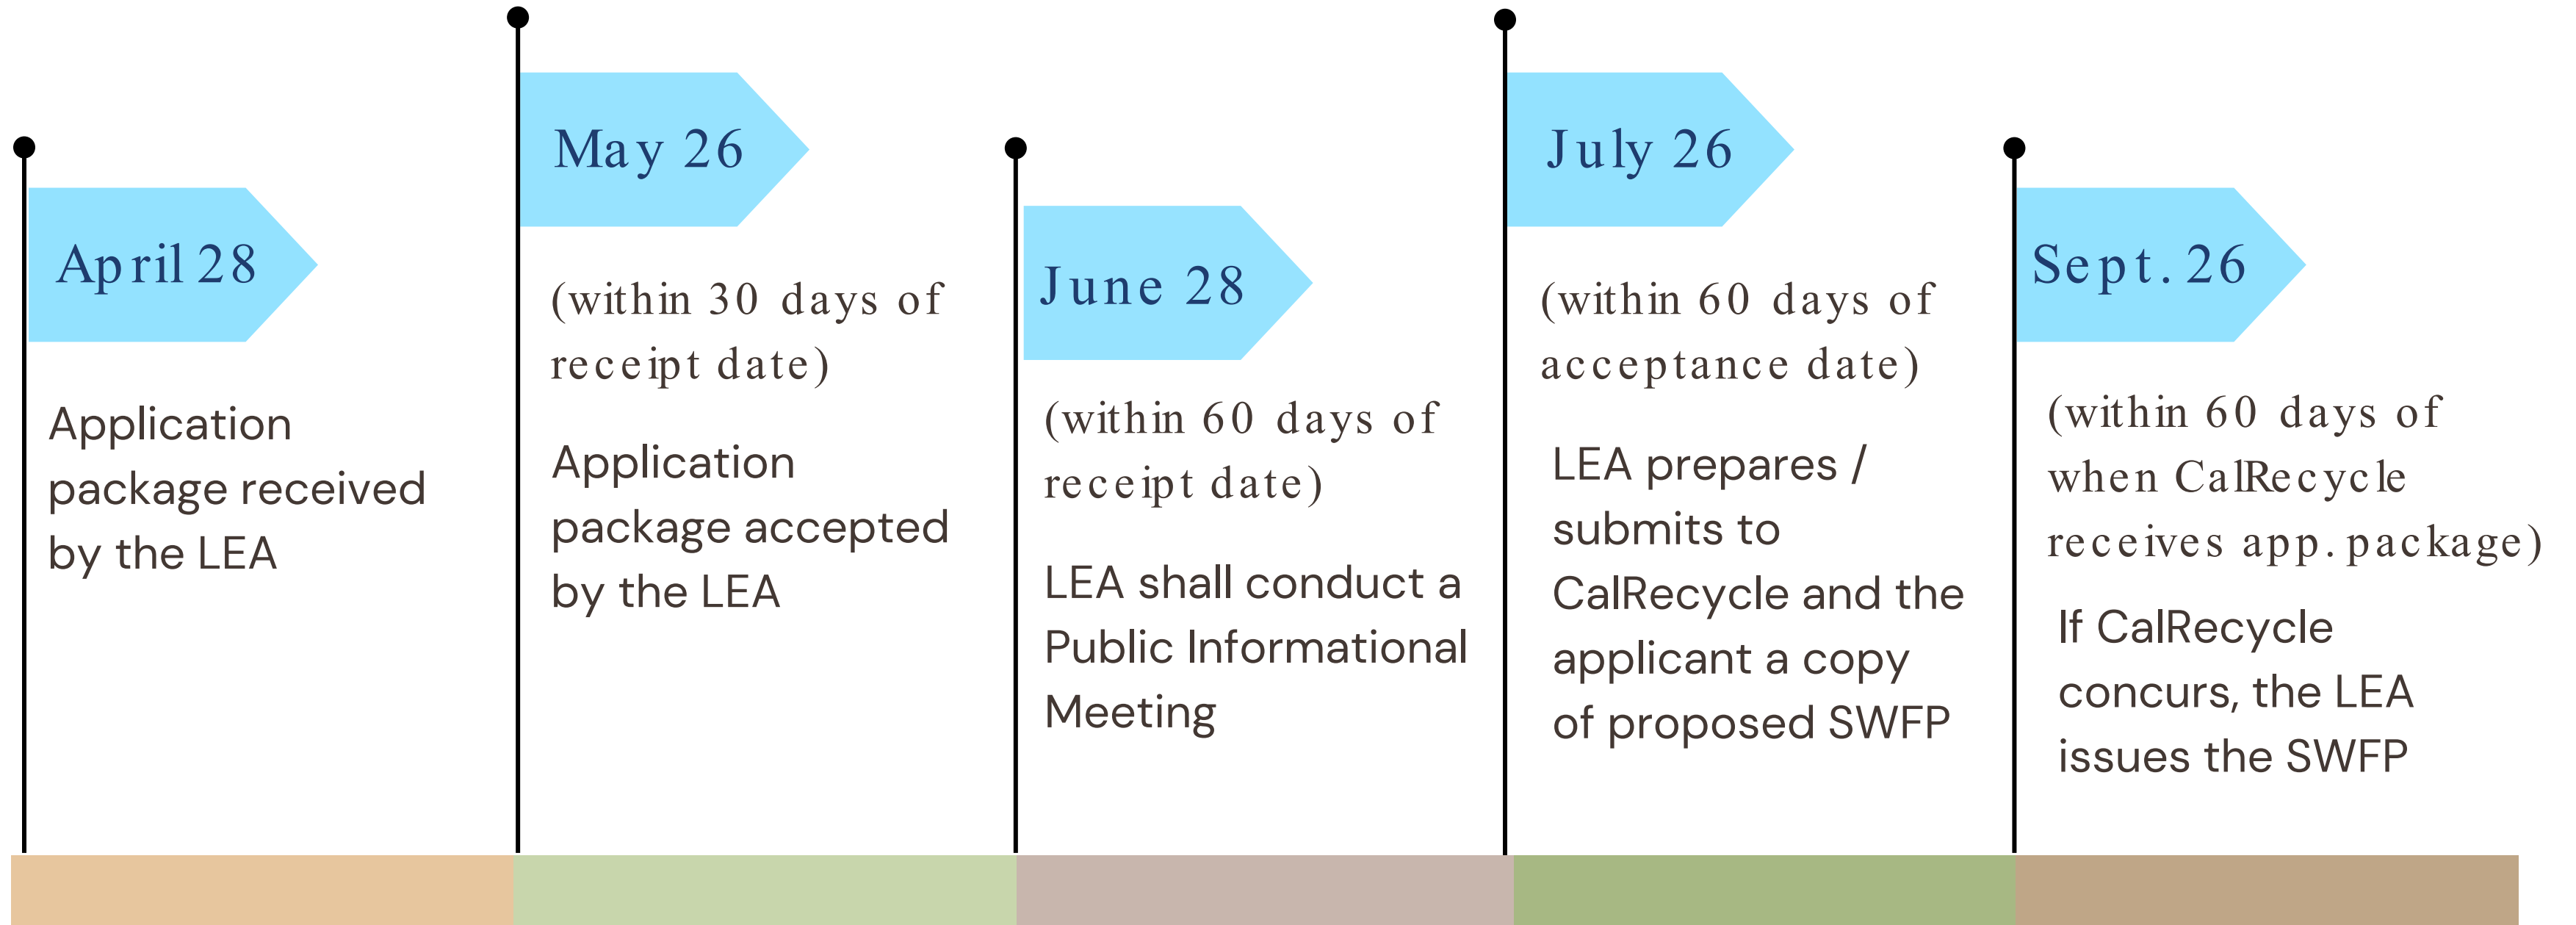 April 28
Application
package received
by the LEA
May 26
(within 30 days of
receipt date)
Application
package accepted
by the LEA
June 28
(within 60 days of
receipt date)
LEA shall conduct a
Public Informational
Meeting
July 26
(within 60 days of
acceptance date)
LEA prepares /
submits to
CalRecycle and the
applicant a copy
of proposed SWFP
Sept. 26
(within 60 days of
when CalRecycle
receives app. package)
If CalRecycle
concurs, the LEA
issues the SWFP